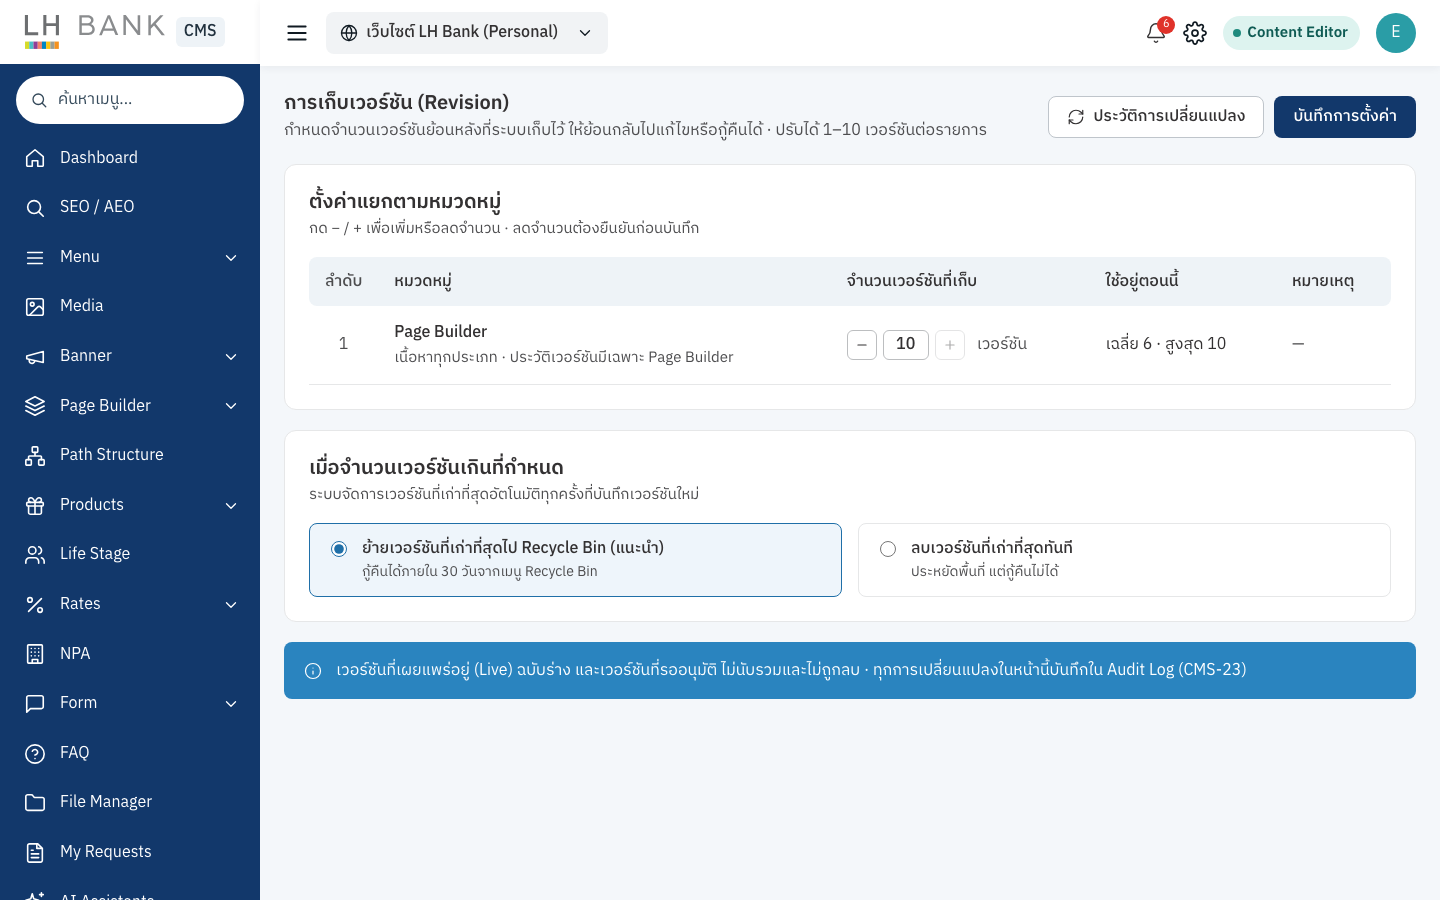 LH BANK CMS
ค้นหาเมนู...
Dashboard
SEO / AEO
Menu
Media
Banner
Page Builder
Path Structure
Products
Life Stage
Rates
NPA
Form
FAQ
File Manager
My Requests
AI Assistants
เว็บไซต์ LH Bank (Personal)
6
Content Editor
E
การเก็บเวอร์ชัน (Revision)
กำหนดจำนวนเวอร์ชันย้อนหลังที่ระบบเก็บไว้ ให้ย้อนกลับไปแก้ไขหรือกู้คืนได้ · ปรับได้ 1–10 เวอร์ชันต่อรายการ
ประวัติการเปลี่ยนแปลง
บันทึกการตั้งค่า
ตั้งค่าแยกตามหมวดหมู่
กด – / + เพื่อเพิ่มหรือลดจำนวน · ลดจำนวนต้องยืนยันก่อนบันทึก
ลำดับ หมวดหมู่ จำนวนเวอร์ชันที่เก็บ ใช้อยู่ตอนนี้ หมายเหตุ
1 Page Builder − 10 + เวอร์ชัน เฉลี่ย 6 · สูงสุด 10 —
เนื้อหาทุกประเภท · ประวัติเวอร์ชันมีเฉพาะ Page Builder
เมื่อจำนวนเวอร์ชันเกินที่กำหนด
ระบบจัดการเวอร์ชันที่เก่าที่สุดอัตโนมัติทุกครั้งที่บันทึกเวอร์ชันใหม่
ย้ายเวอร์ชันที่เก่าที่สุดไป Recycle Bin (แนะนำ)
กู้คืนได้ภายใน 30 วันจากเมนู Recycle Bin
ลบเวอร์ชันที่เก่าที่สุดทันที
ประหยัดพื้นที่ แต่กู้คืนไม่ได้
เวอร์ชันที่เผยแพร่อยู่ (Live) ฉบับร่าง และเวอร์ชันที่รออนุมัติ ไม่นับรวมและไม่ถูกลบ · ทุกการเปลี่ยนแปลงในหน้านี้บันทึกใน Audit Log (CMS-23)